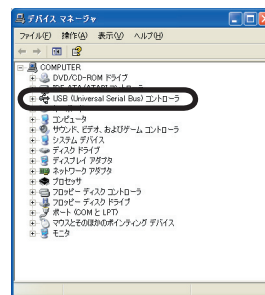 デバイス マネージャ
ファイル(F) 操作(A) 表示(V) ヘルプ(H)
COMPUTER
DVD/CD-ROM ドライブ
USB (Universal Serial Bus) コントローラ
コンピュータ
サウンド、ビデオ、およびゲーム コントローラ
システム デバイス
ディスク ドライブ
ディスプレイ アダプタ
ネットワーク アダプタ
プロセッサ
フロッピー ディスク コントローラ
フロッピー ディスク ドライブ
ポート (COM と LPT)
マウスとそのほかのポインティング デバイス
モニタ